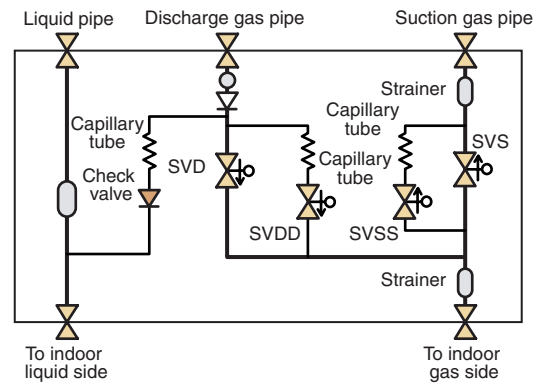 Liquid pipe
Discharge gas pipe
Suction gas pipe
Strainer
Capillary
tube
Capillary
tube
SVS
SVD
Capillary
tube
Check
valve
SVDD
SVSS
Strainer
To indoor
liquid side
To indoor
gas side